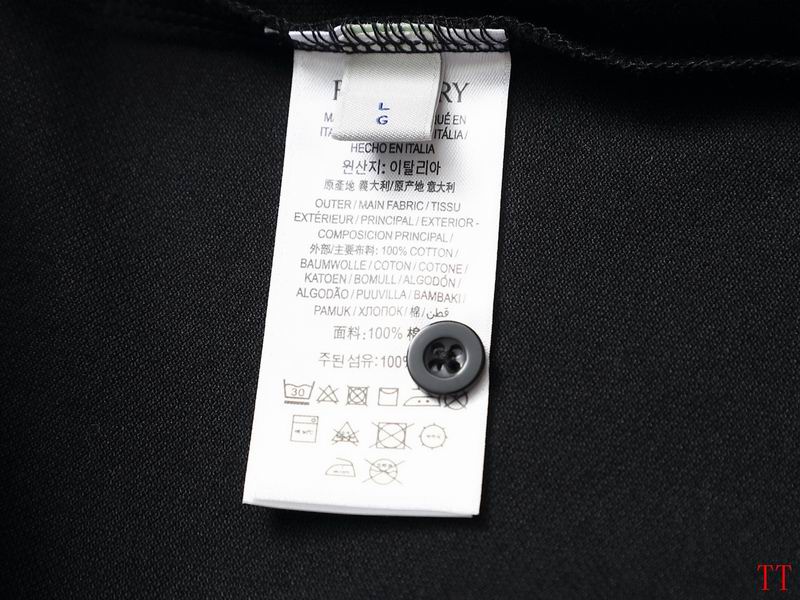 RY
L
G
HECHO EN ITALIA
원산지: 이탈리아
原產地 義大利/原产地 意大利
OUTER / MAIN FABRIC / TISSU
EXTÉRIEUR / PRINCIPAL / EXTERIOR -
COMPOSICION PRINCIPAL /
外部/主要布料: 100% COTTON /
BAUMWOLLE / COTON / COTONE /
KATOEN / BOMULL / ALGODÓN /
ALGODÃO / PUUVILLA / BAMBAKI /
PAMUK / ХЛОПОК / 棉 / قطن
面料: 100% 棉
주된 섬유: 100%
30
TT